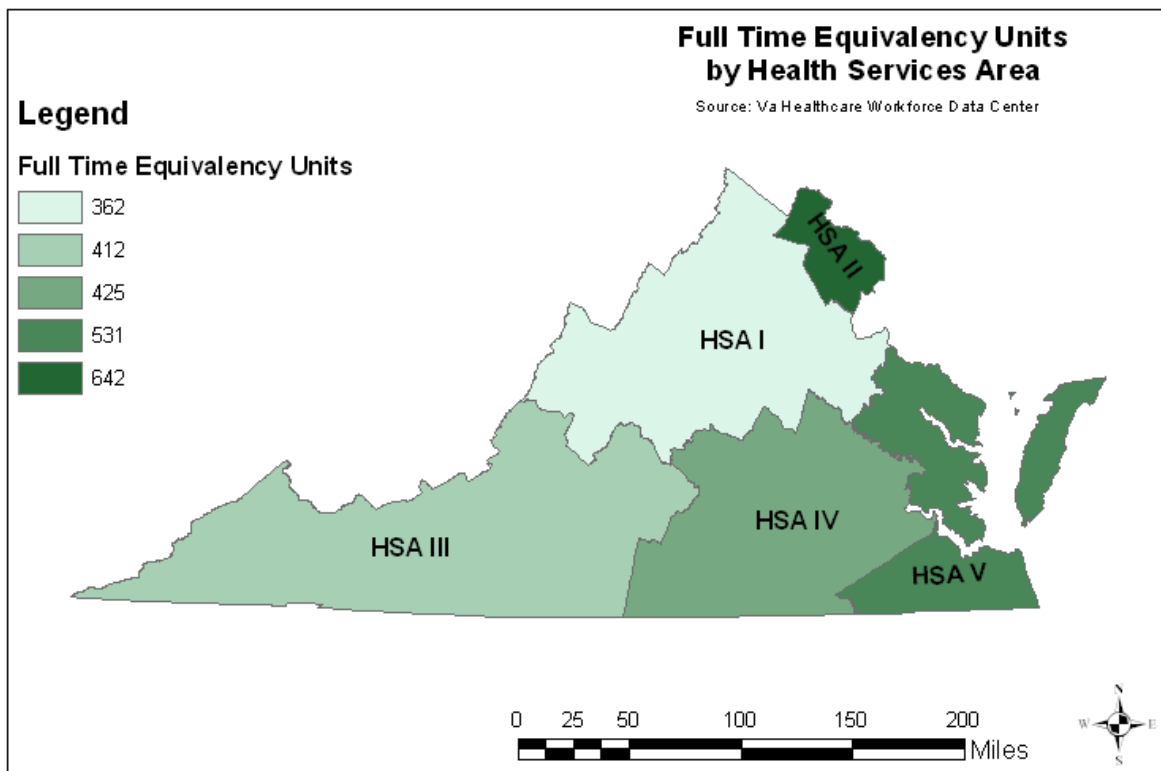 Full Time Equivalency Units
by Health Services Area
Source: Va Healthcare Workforce Data Center
Legend
Full Time Equivalency Units
362
412
425
531
642
HSA II
HSA I
HSA III
HSA IV
HSA V
0 25 50 100 150 200
Miles
N
W E
S